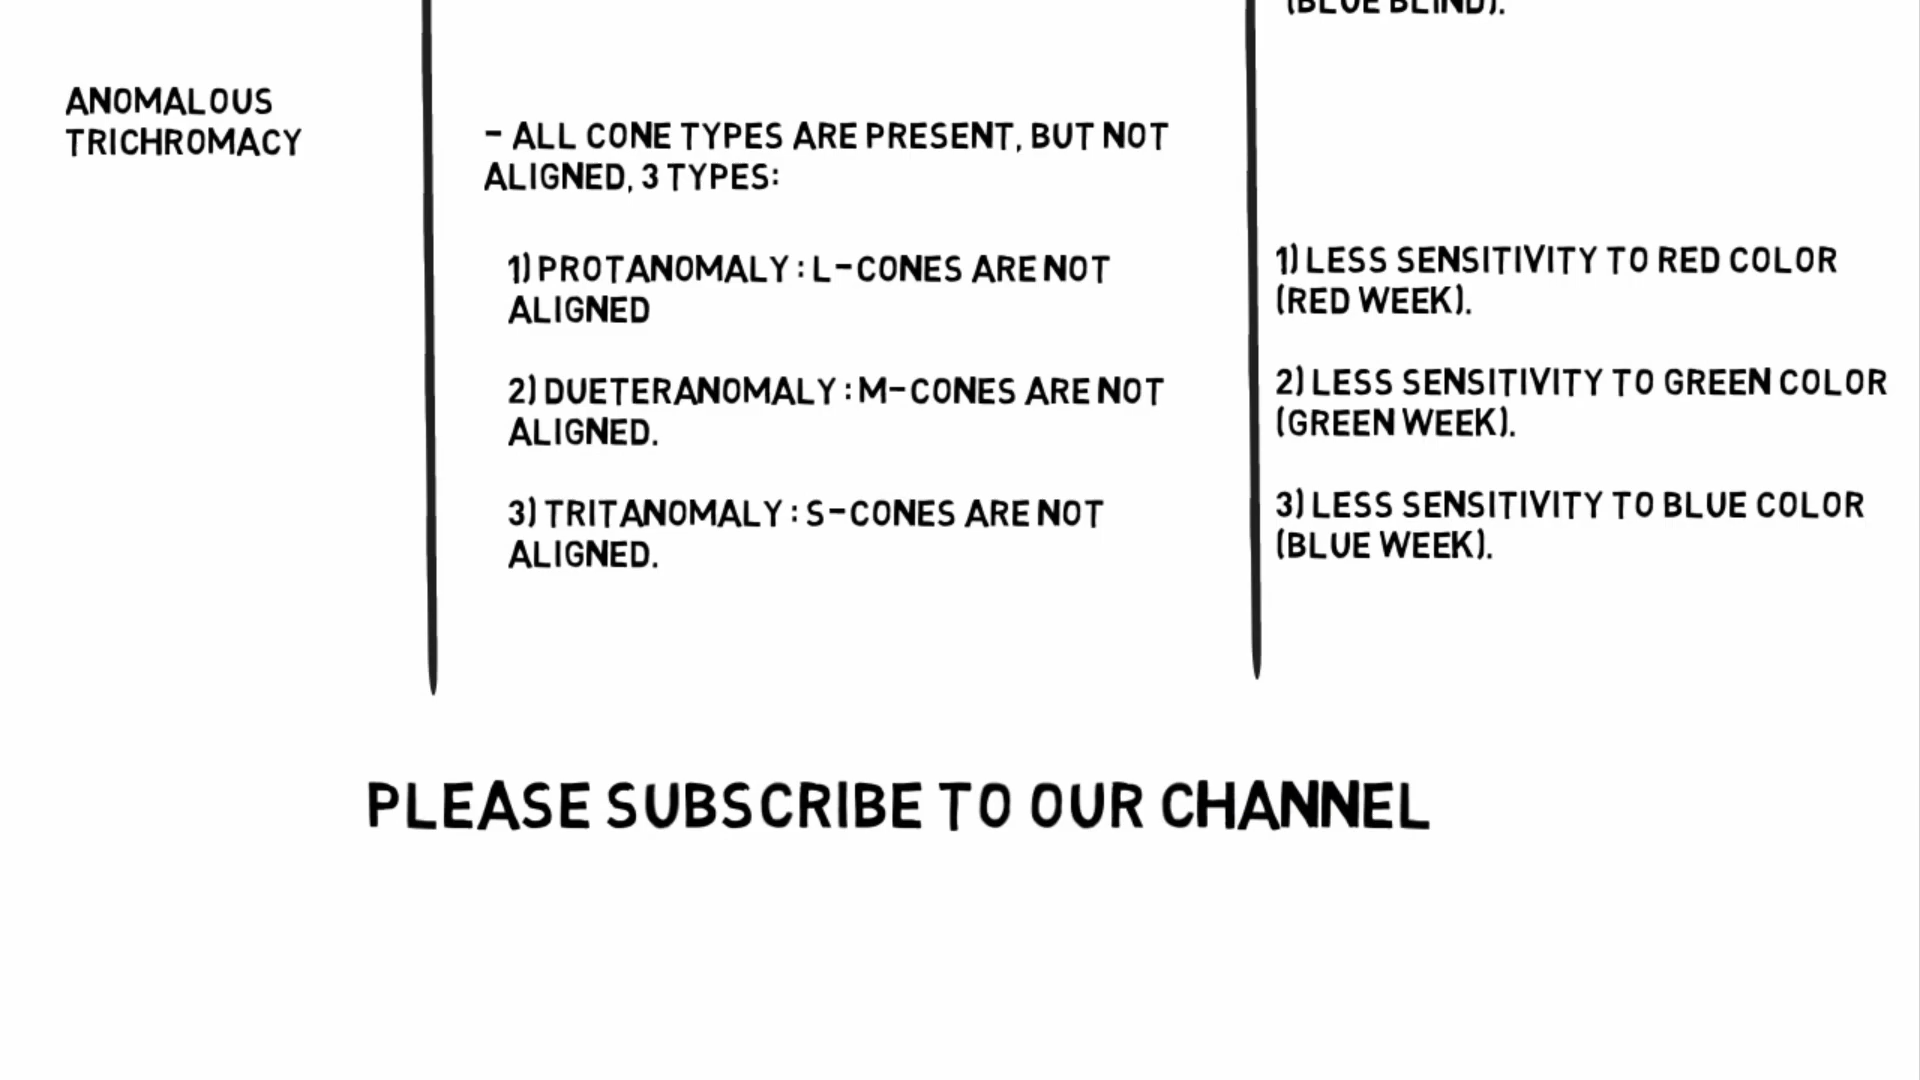 (BLUE BLIND).
ANOMALOUS
TRICHROMACY
- ALL CONE TYPES ARE PRESENT, BUT NOT
ALIGNED, 3 TYPES:
1) PROTANOMALY : L-CONES ARE NOT
ALIGNED
2) DUETERANOMALY : M-CONES ARE NOT
ALIGNED.
3) TRITANOMALY : S-CONES ARE NOT
ALIGNED.
1) LESS SENSITIVITY TO RED COLOR
(RED WEEK).
2) LESS SENSITIVITY TO GREEN COLOR
(GREEN WEEK).
3) LESS SENSITIVITY TO BLUE COLOR
(BLUE WEEK).
PLEASE SUBSCRIBE TO OUR CHANNEL